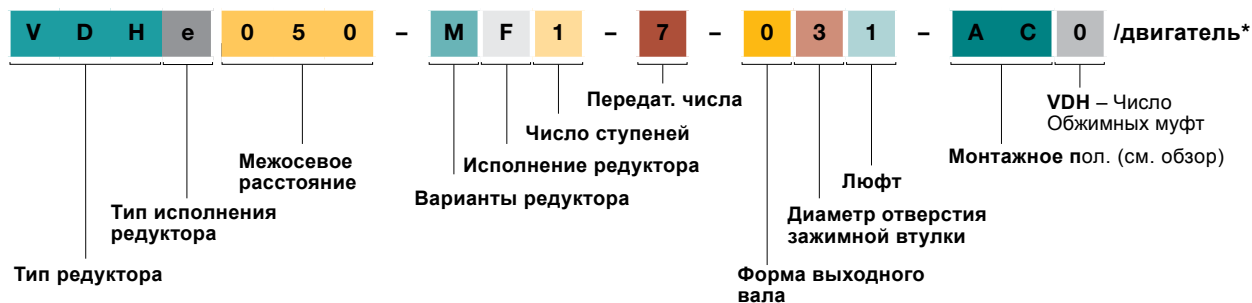 V D H e 0 5 0 – M F 1 – 7 – 0 3 1 – A C 0 /двигатель*
Передат. числа
VDH – Число
Обжимных муфт
Число ступеней
Межосевое
расстояние
Исполнение редуктора
Монтажное пол. (см. обзор)
Люфт
Варианты редуктора
Тип исполнения
редуктора
Диаметр отверстия
зажимной втулки
Тип редуктора
Форма выходного
вала